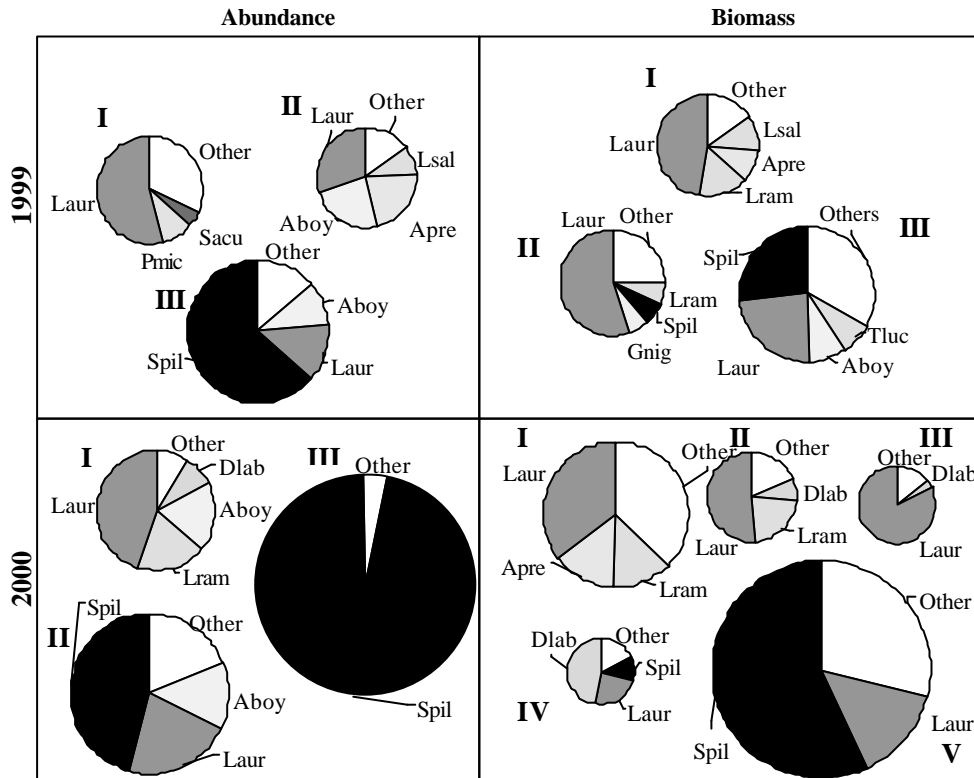 Abundance
Biomass
1999
I
Other
Laur
Sacu
Pmic
II
Laur
Other
Lsal
Aboy
Apre
III
Other
Aboy
Spil
Laur
I
Other
Laur
Lsal
Apre
Lram
II
Laur
Other
Lram
Spil
Gnig
III
Others
Spil
Tluc
Laur
Aboy
2000
I
Other
Dlab
Laur
Aboy
Lram
II
Spil
Other
Aboy
Laur
III
Other
Spil
I
Laur
Other
Apre
Lram
II
Other
Dlab
Laur
Lram
III
Other
Dlab
Laur
IV
Dlab
Other
Spil
Laur
Other
Spil
Laur
V